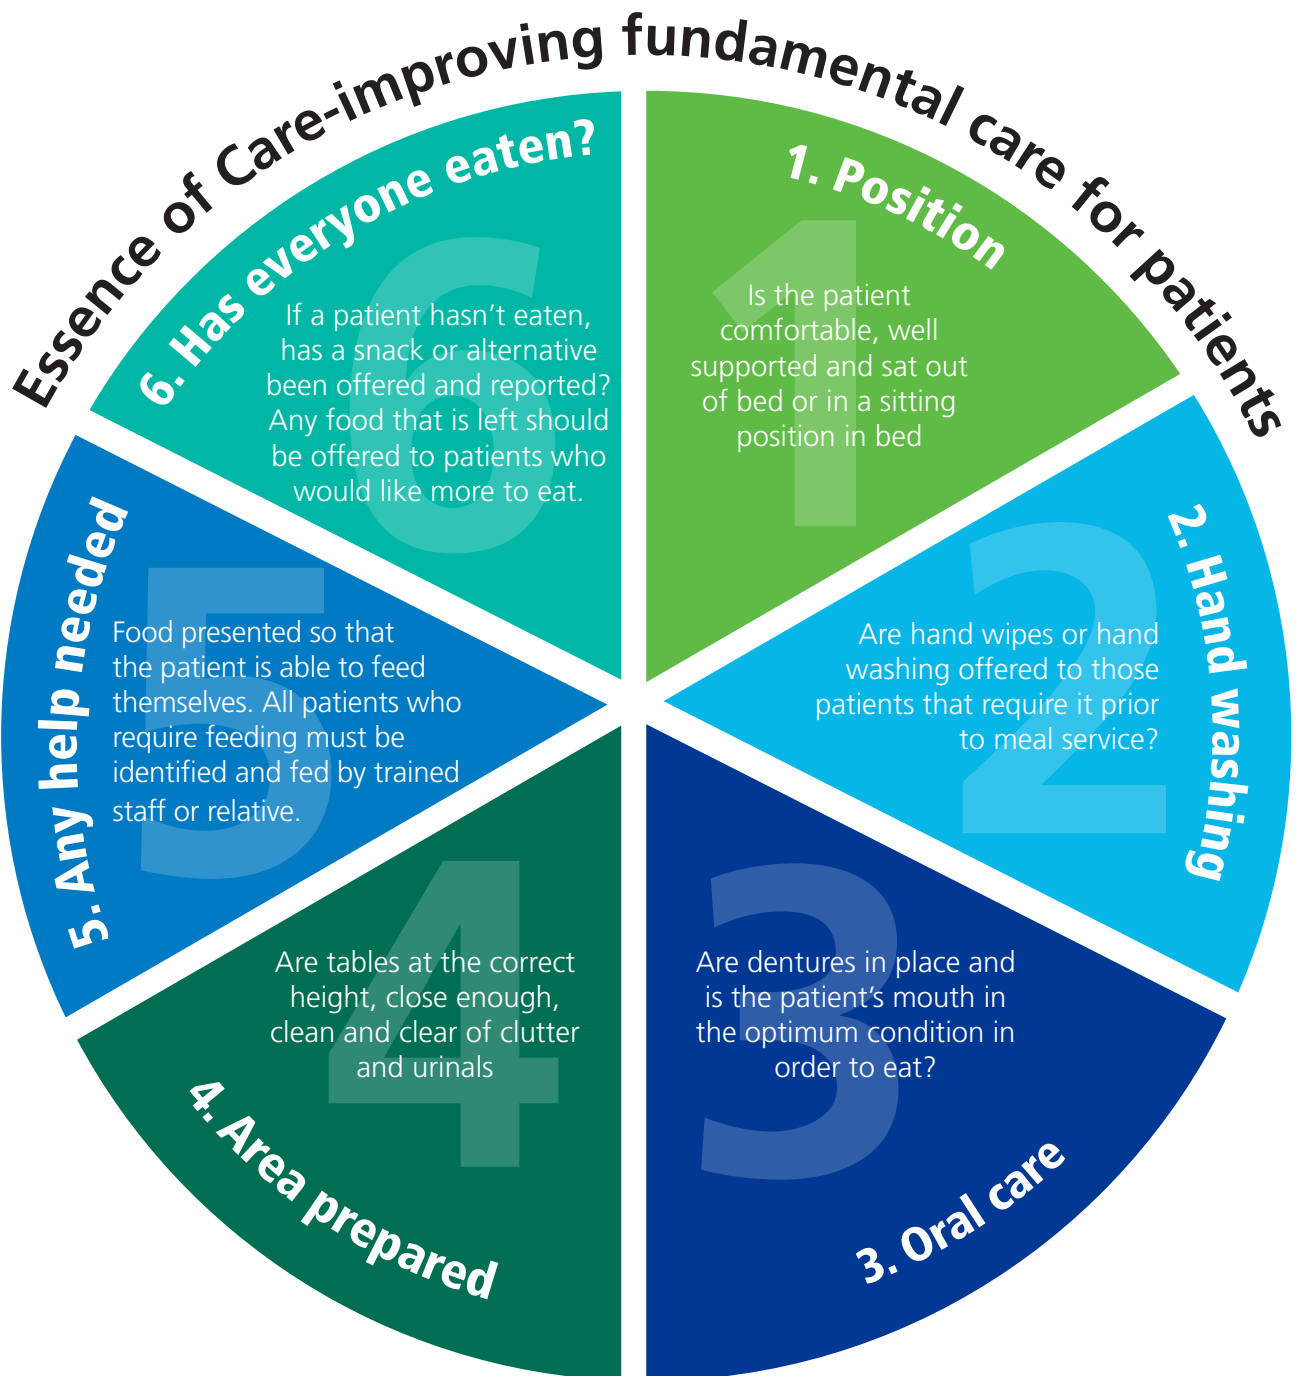 Essence of Care-improving fundamental care for patients
1. Position
1
Is the patient
comfortable, well
supported and sat out
of bed or in a sitting
position in bed
2. Hand washing
2
Are hand wipes or hand
washing offered to those
patients that require it prior
to meal service?
3
Are dentures in place and
is the patient’s mouth in
the optimum condition in
order to eat?
3. Oral care
4
Are tables at the correct
height, close enough,
clean and clear of clutter
and urinals
4. Area prepared
5. Any help needed
5
Food presented so that
the patient is able to feed
themselves. All patients who
require feeding must be
identified and fed by trained
staff or relative.
6. Has everyone eaten?
6
If a patient hasn’t eaten,
has a snack or alternative
been offered and reported?
Any food that is left should
be offered to patients who
would like more to eat.